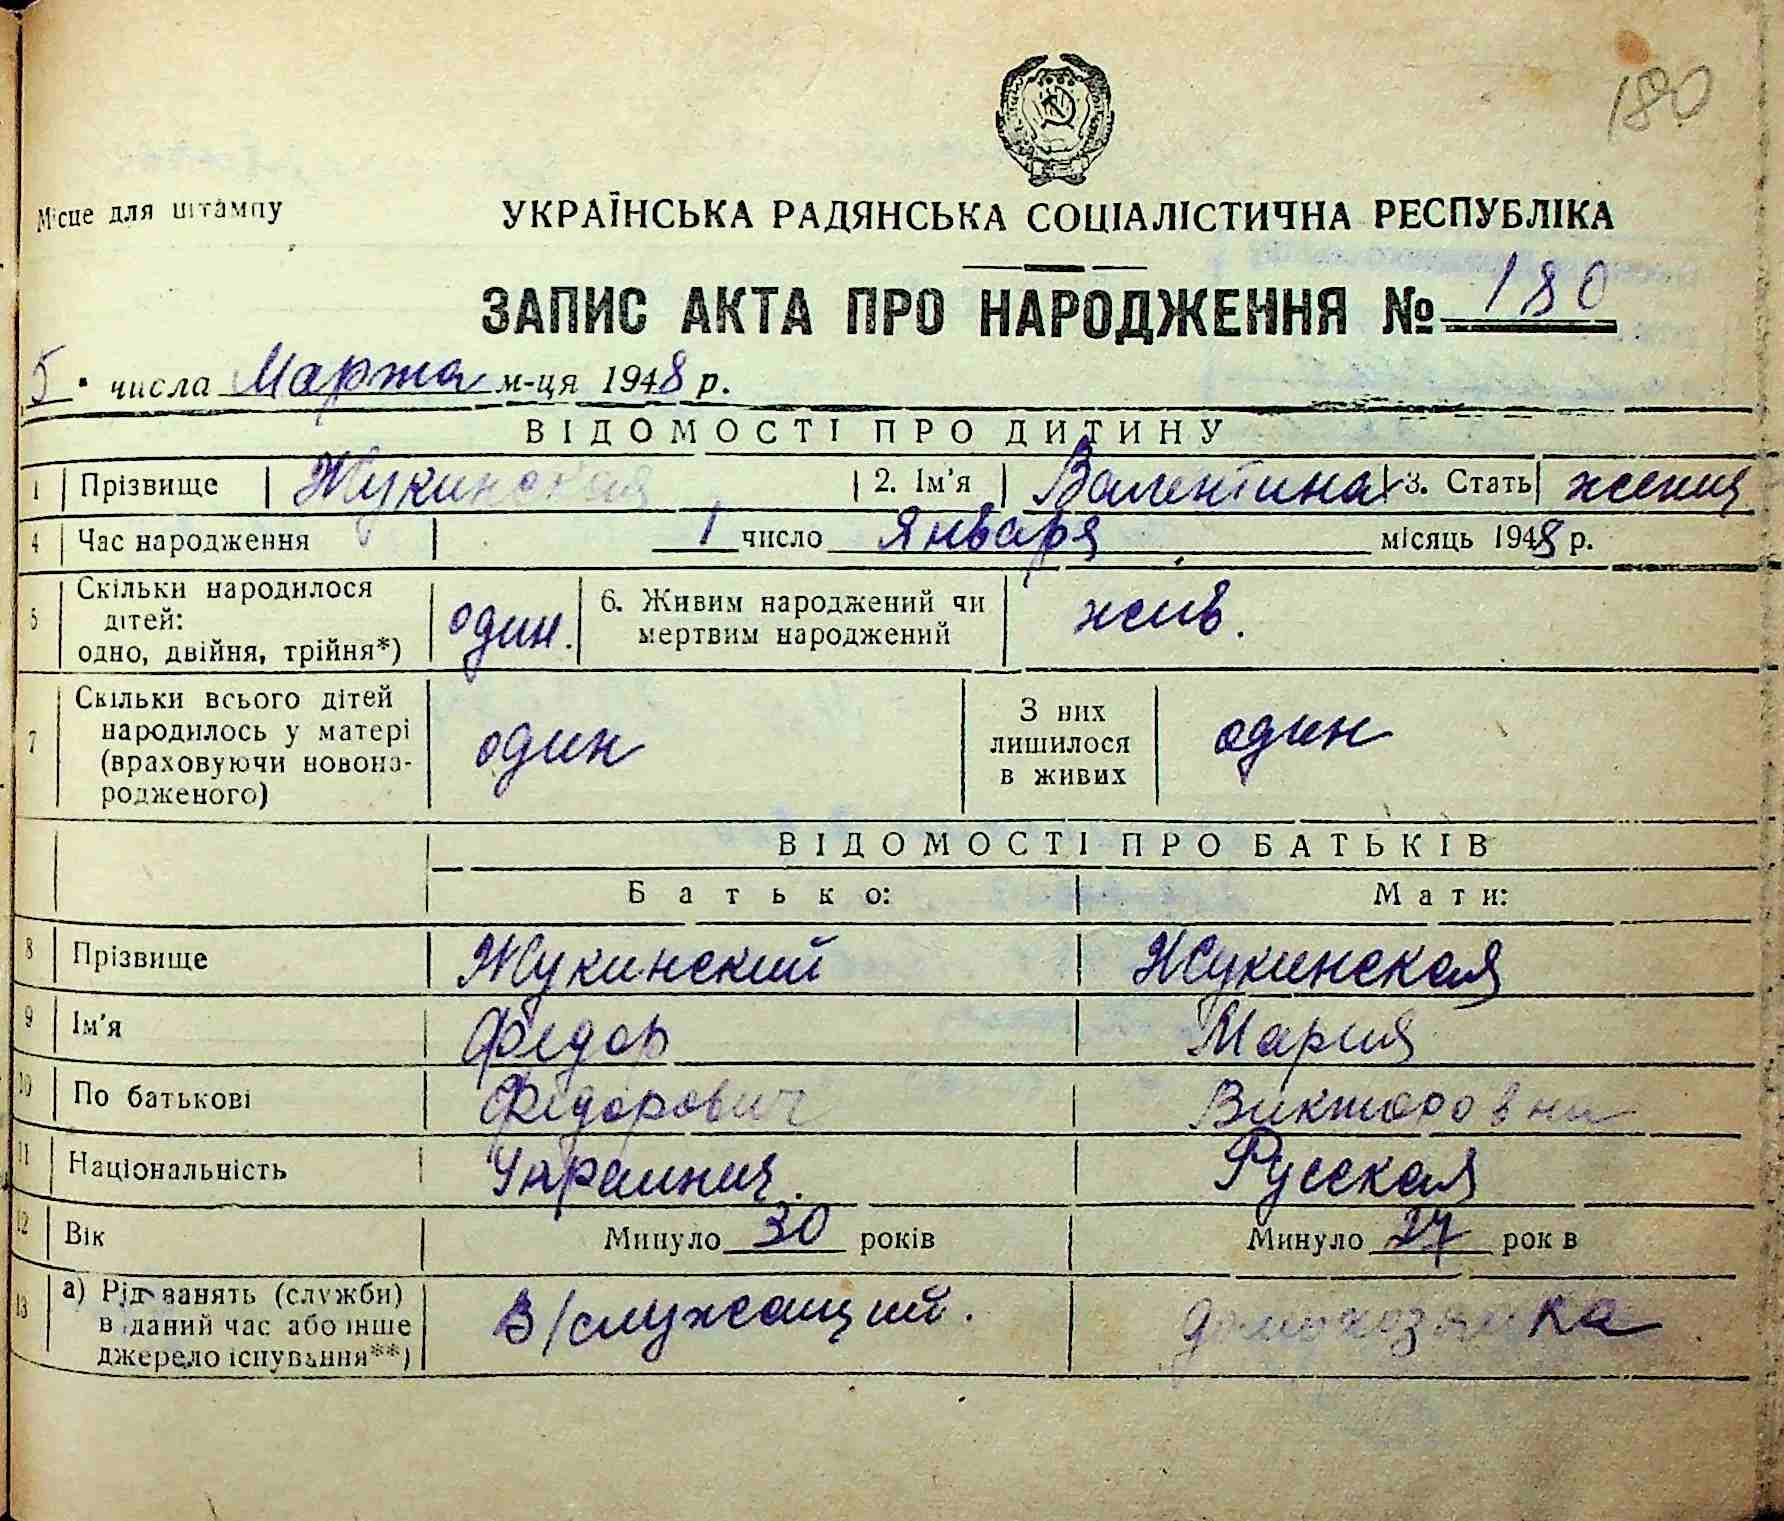 180
Місце для штампу
УКРАЇНСЬКА РАДЯНСЬКА СОЦІАЛІСТИЧНА РЕСПУБЛІКА
ЗАПИС АКТА ПРО НАРОДЖЕННЯ № 180
5 числа Марта м-ця 1948 р.
ВІДОМОСТІ ПРО ДИТИНУ
1 Прізвище Жукинская 2. Ім'я Валентина 3. Стать женщ
4 Час народження 1 число января місяць 1948 р.
5 Скільки народилося
дітей:
одно, двійня, трійня*) один.
6. Живим народжений чи
мертвим народжений жив.
7 Скільки всього дітей
народилось у матері
(враховуючи новона-
родженого) один
З них
лишилося
в живих один
ВІДОМОСТІ ПРО БАТЬКІВ
Батько: Мати:
8 Прізвище Жукинский Жукинская
9 Ім'я Федор Мария
10 По батькові Федорович Викторовна
11 Національність Украинец. Русская
12 Вік Минуло 30 років Минуло 27 рок в
13 а) Рід занять (служби)
в даний час або інше
джерело існування**) В/служащий. домохозяйка